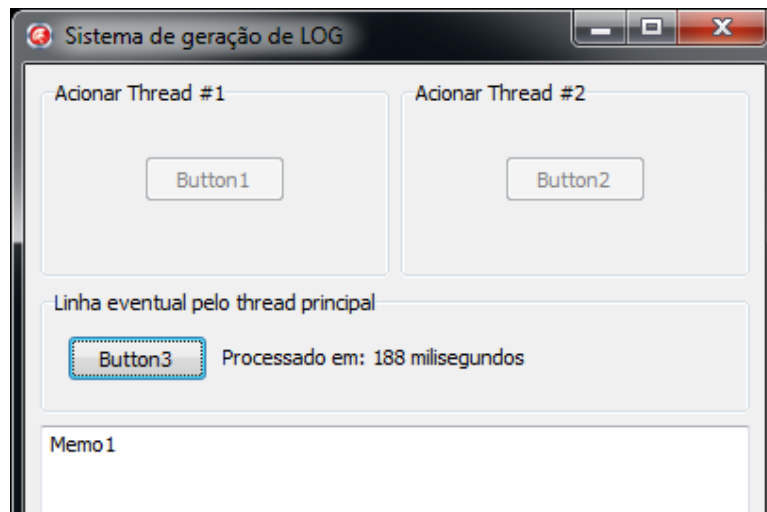 Sistema de geração de LOG
Acionar Thread #1
Acionar Thread #2
Button1
Button2
Linha eventual pelo thread principal
Button3
Processado em: 188 milisegundos
Memo1